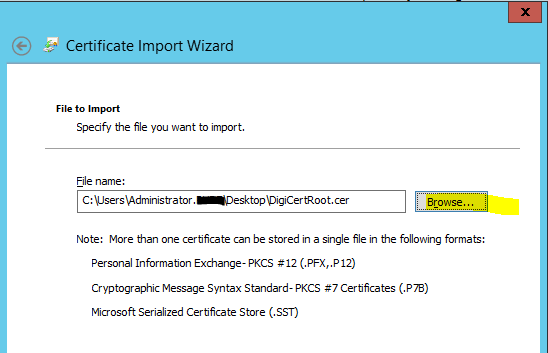 x
Certificate Import Wizard
File to Import
Specify the file you want to import.
File name:
C:\Users\Administrator.\Desktop\DigiCertRoot.cer
Browse...
Note: More than one certificate can be stored in a single file in the following formats:
Personal Information Exchange- PKCS #12 (.PFX,.P12)
Cryptographic Message Syntax Standard- PKCS #7 Certificates (.P7B)
Microsoft Serialized Certificate Store (.SST)